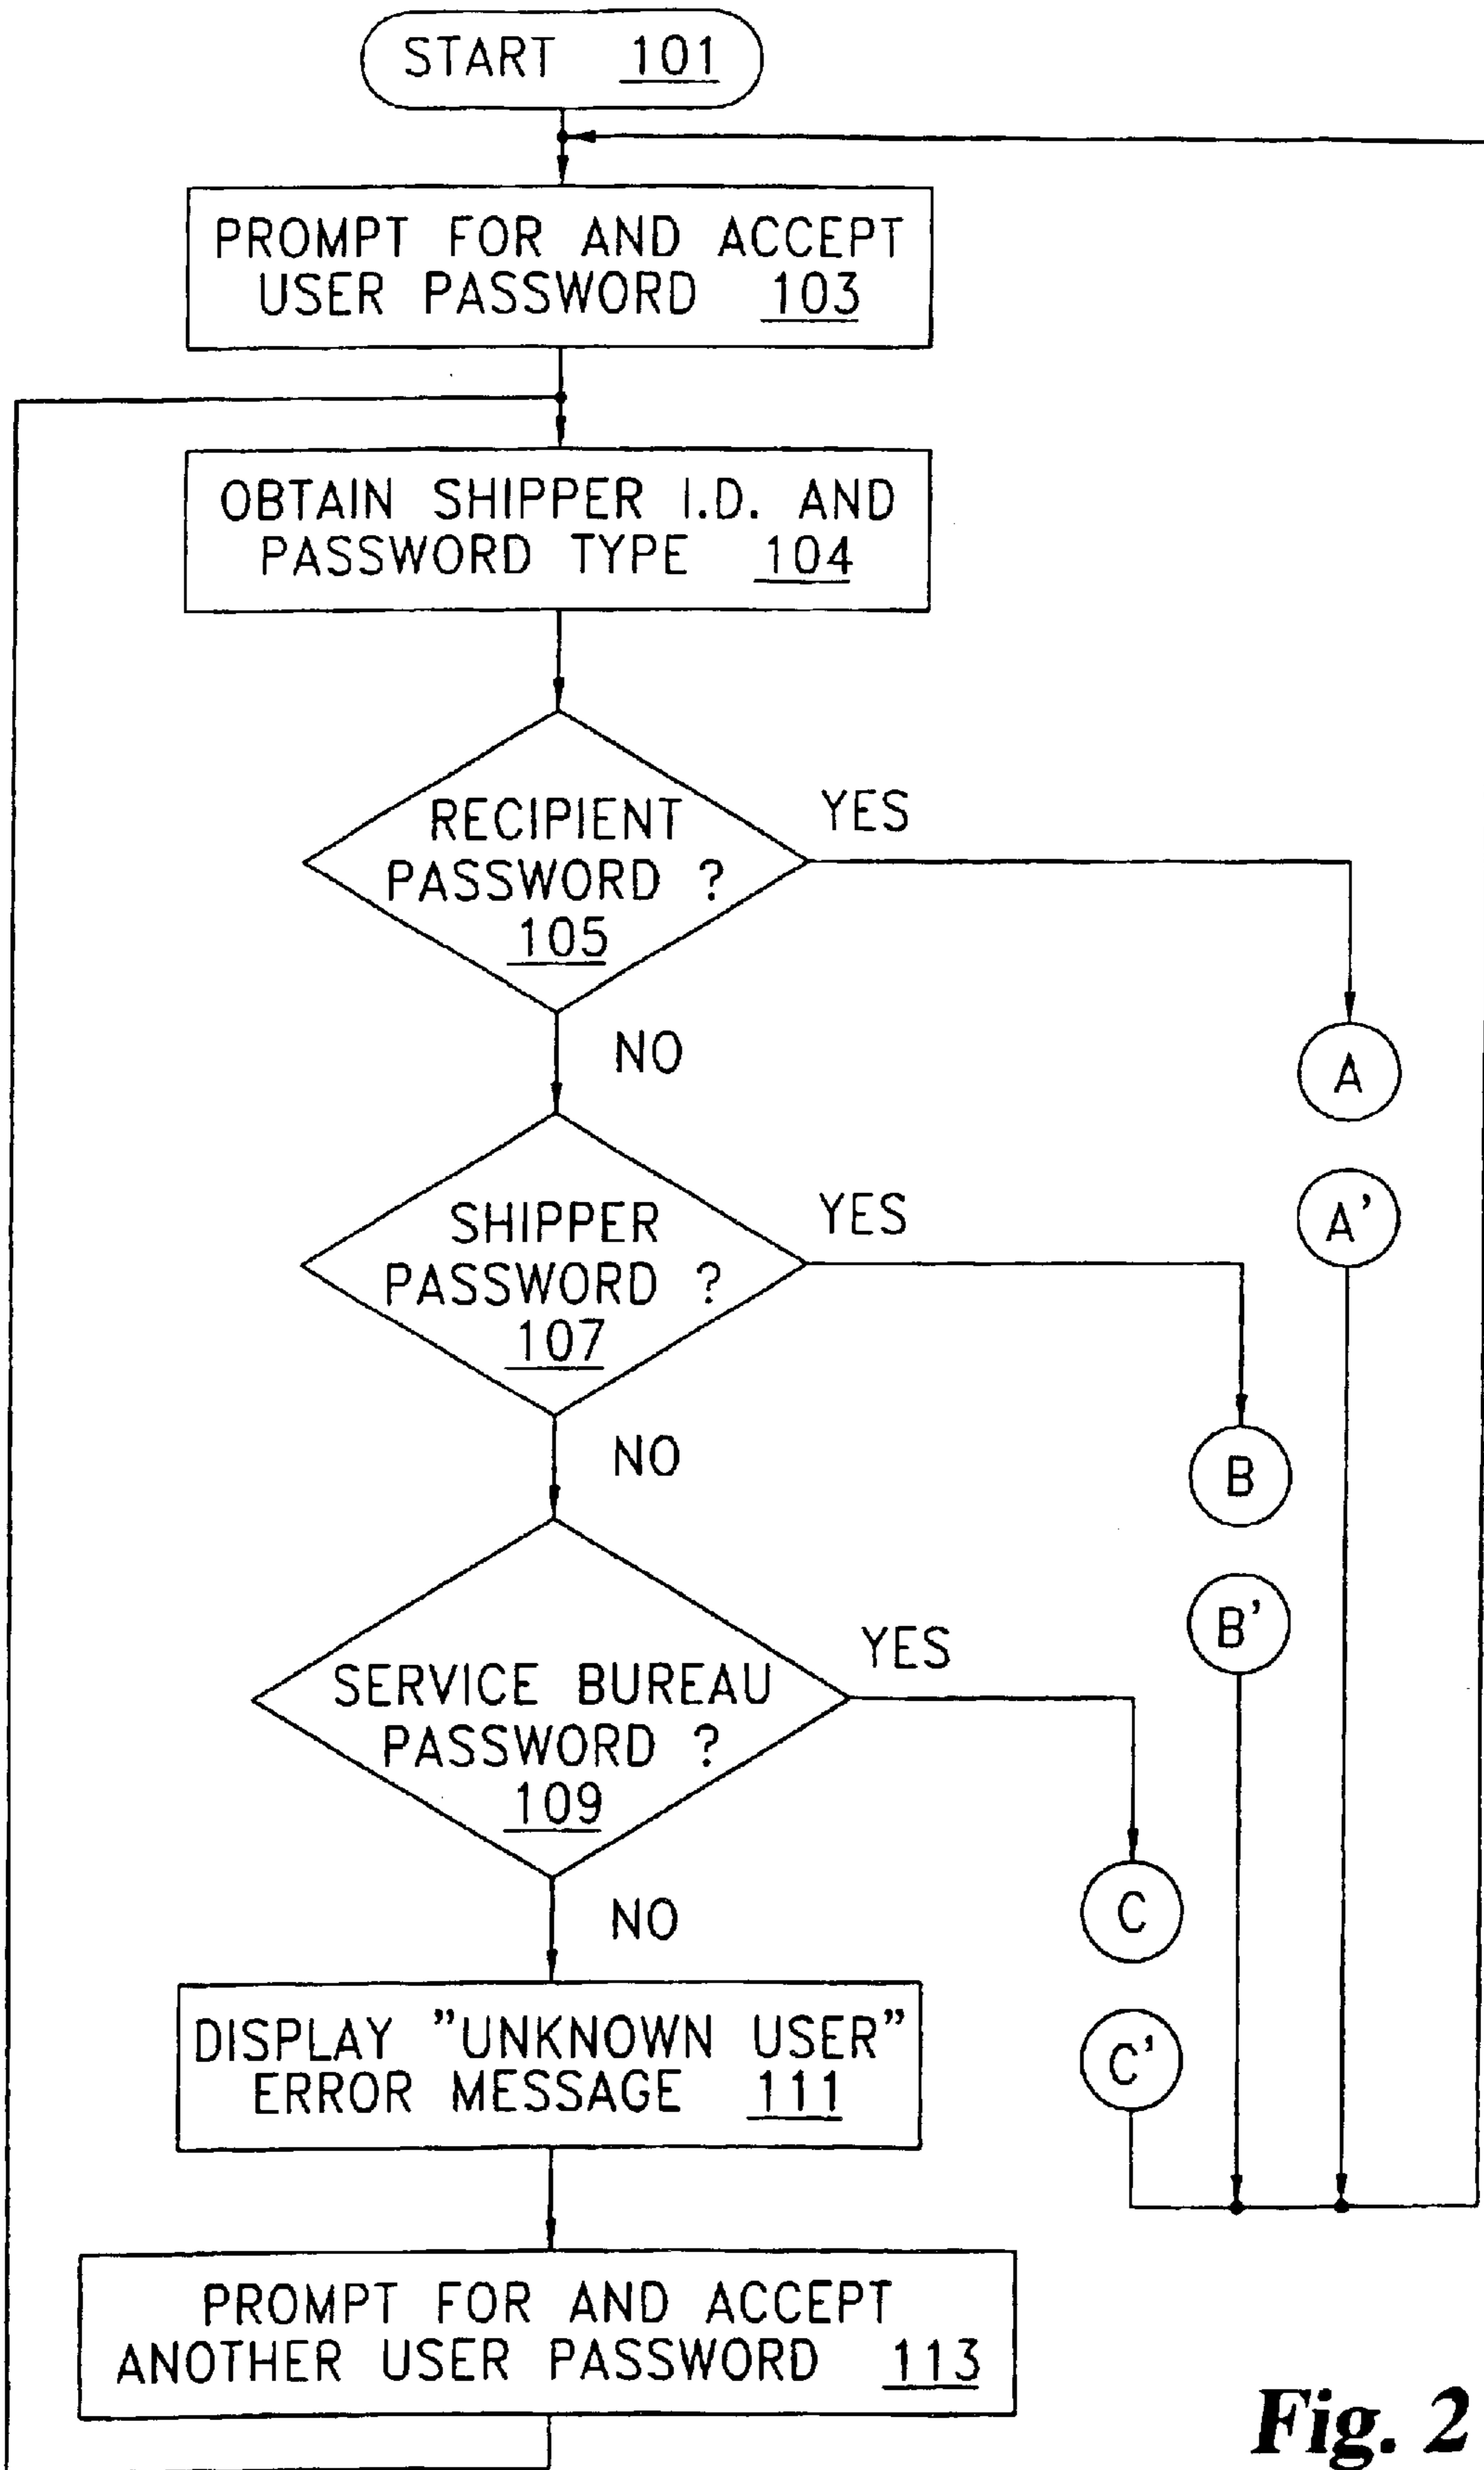 START 101
PROMPT FOR AND ACCEPT
USER PASSWORD 103
OBTAIN SHIPPER I.D. AND
PASSWORD TYPE 104
RECIPIENT
PASSWORD ?
105
YES
NO
A
A'
SHIPPER
PASSWORD ?
107
YES
NO
B
B'
SERVICE BUREAU
PASSWORD ?
109
YES
NO
C
C'
DISPLAY "UNKNOWN USER"
ERROR MESSAGE 111
PROMPT FOR AND ACCEPT
ANOTHER USER PASSWORD 113
Fig. 2